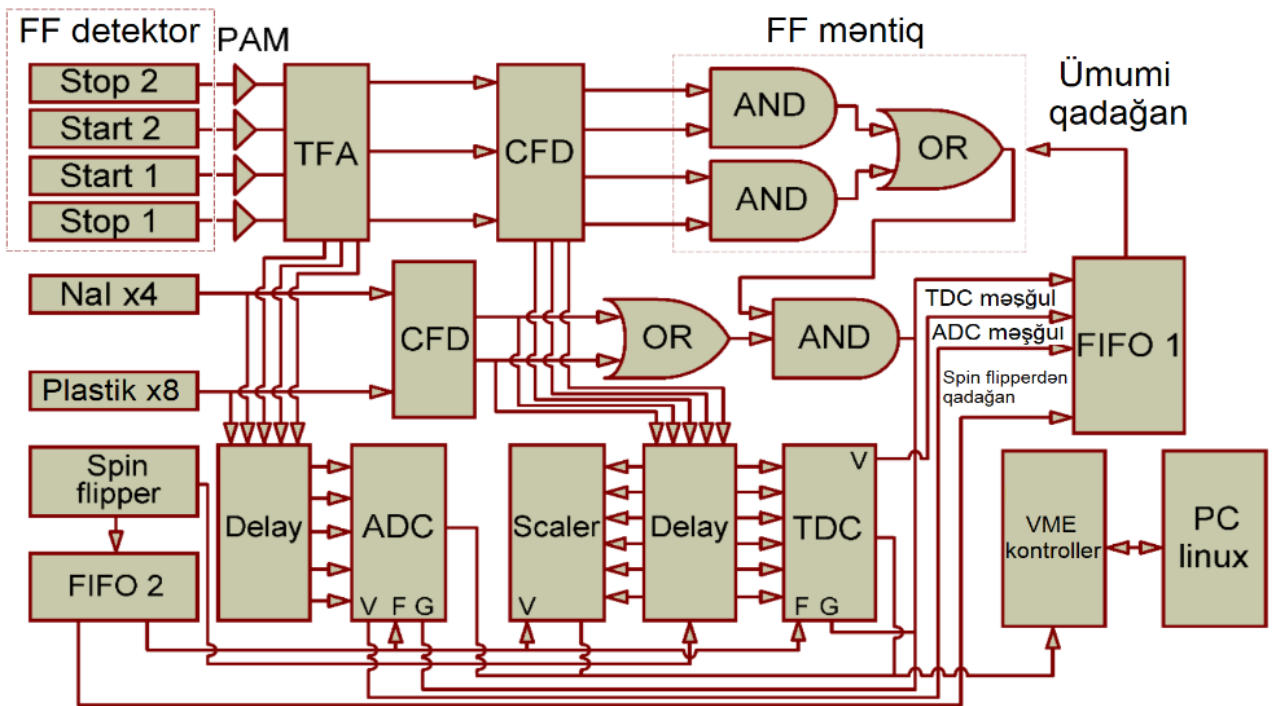 FF detektor
PAM
FF məntiq
Stop 2
Start 2
Start 1
Stop 1
TFA
CFD
AND
AND
OR
Ümumi
qadağan
NaI x4
Plastik x8
CFD
OR
AND
TDC məşğul
ADC məşğul
Spin flipperdən
qadağan
FIFO 1
Spin
flipper
FIFO 2
Delay
ADC
V F G
Scaler
V
Delay
V
TDC
F G
VME
kontroller
PC
linux